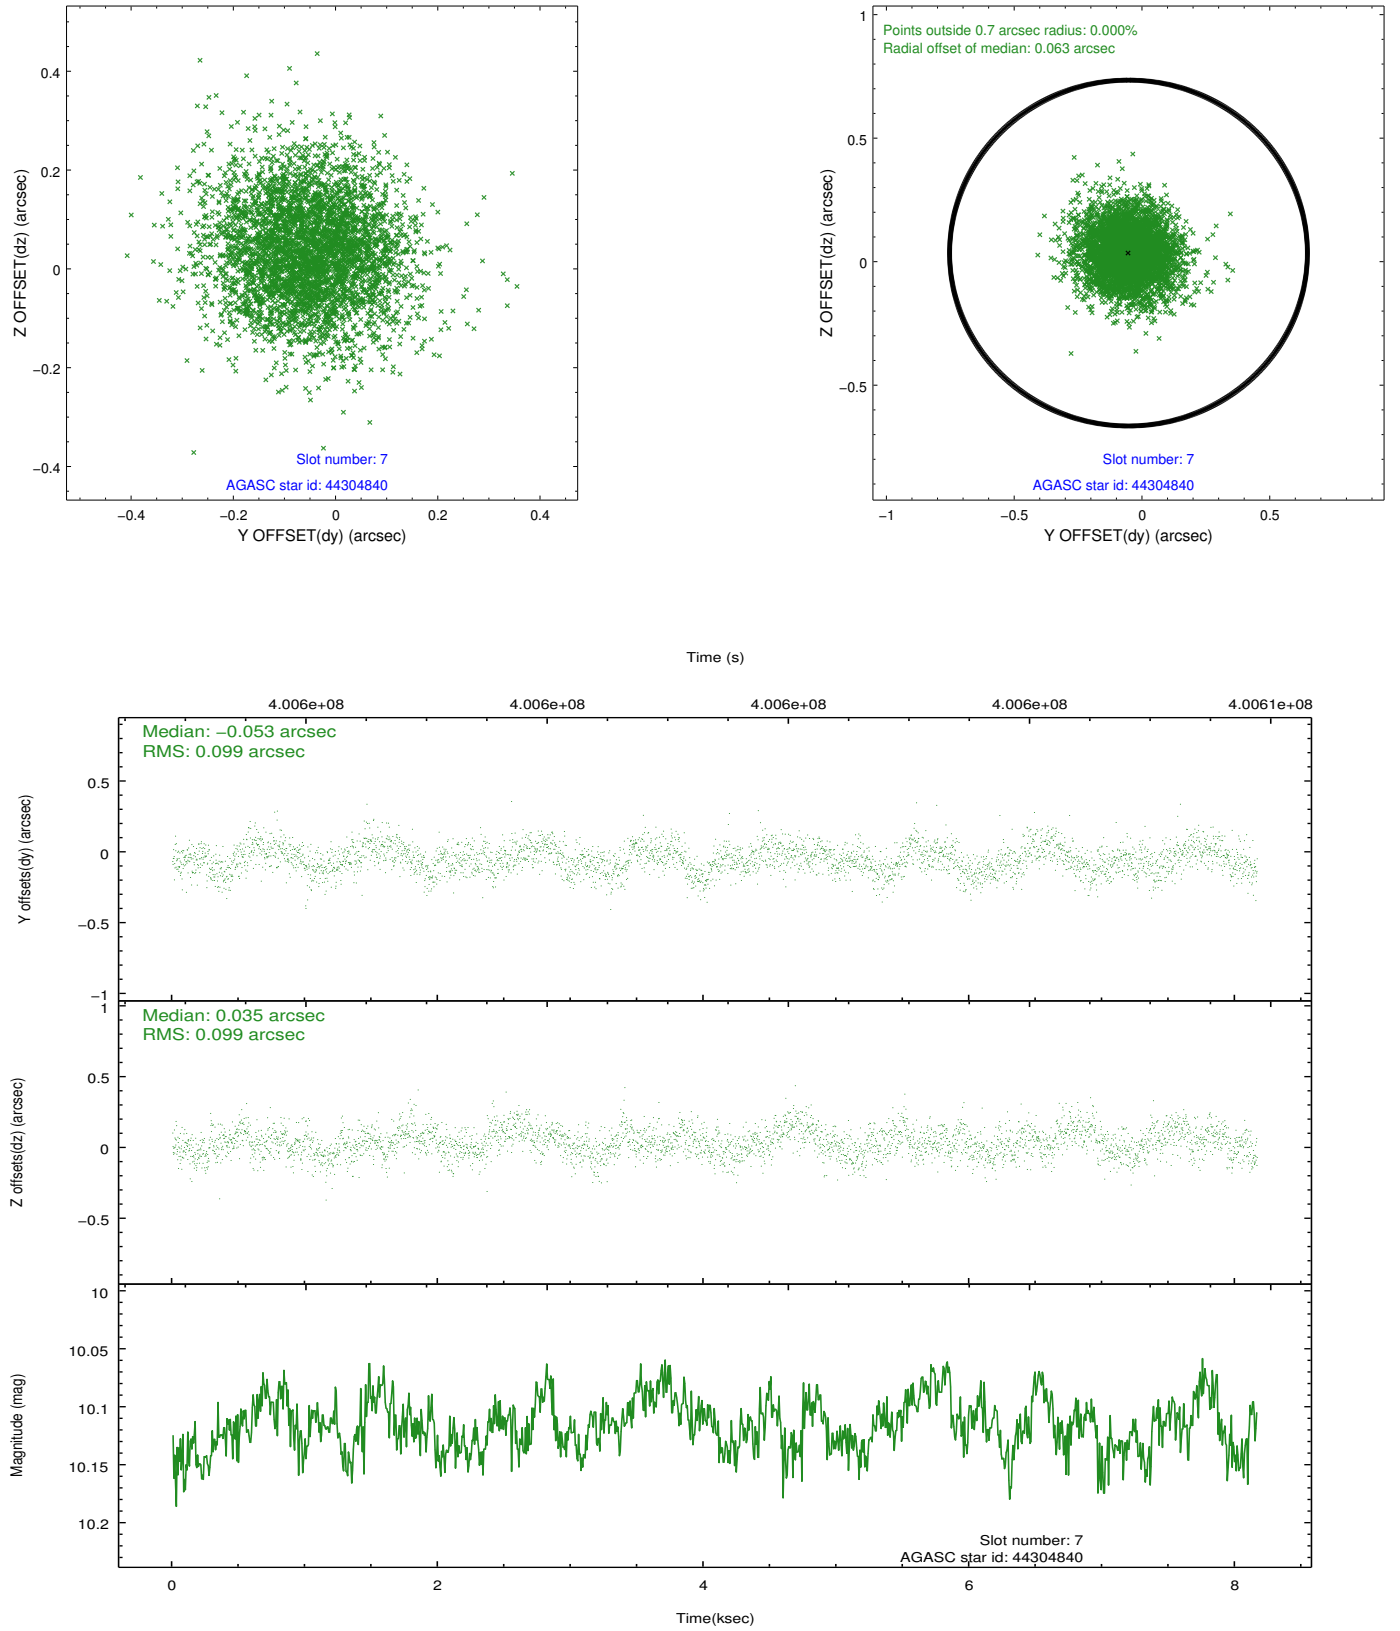 0.4
0.2
0
−0.2
−0.4
Z OFFSET(dz) (arcsec)
Slot number: 7
AGASC star id: 44304840
−0.4 −0.2 0 0.2 0.4
Y OFFSET(dy) (arcsec)
Points outside 0.7 arcsec radius: 0.000%
Radial offset of median: 0.063 arcsec
1
0.5
0
−0.5
Z OFFSET(dz) (arcsec)
Slot number: 7
AGASC star id: 44304840
−1 −0.5 0 0.5
Y OFFSET(dy) (arcsec)
Time (s)
4.006e+08 4.006e+08 4.006e+08 4.006e+08 4.0061e+08
Median: −0.053 arcsec
RMS: 0.099 arcsec
0.5
0
−0.5
−1
Y offsets(dy) (arcsec)
Median: 0.035 arcsec
RMS: 0.099 arcsec
1
0.5
0
−0.5
Z offsets(dz) (arcsec)
10
10.05
10.1
10.15
10.2
Magnitude (mag)
Slot number: 7
AGASC star id: 44304840
0 2 4 6 8
Time(ksec)